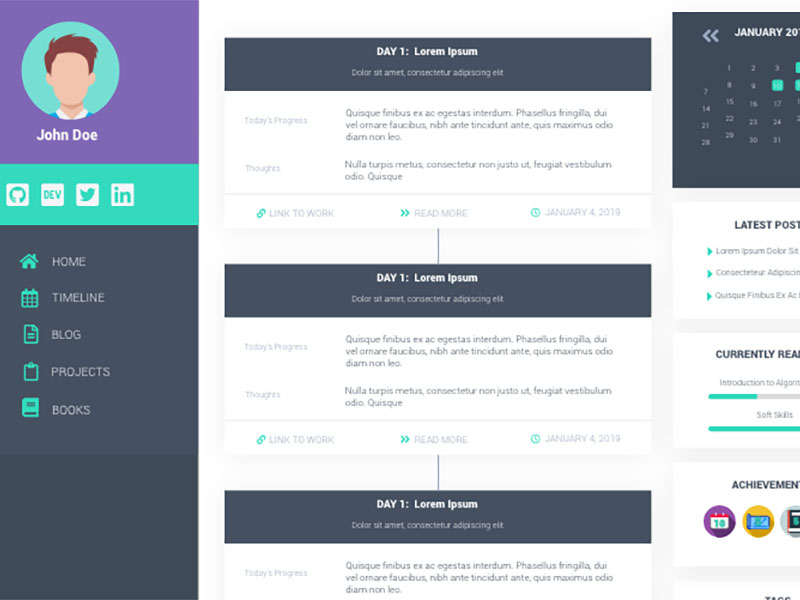 John Doe
DEV
HOME
TIMELINE
BLOG
PROJECTS
BOOKS
DAY 1: Lorem Ipsum
Dolor sit amet, consectetur adipiscing elit
Today's Progress
Quisque finibus ex ac egestas interdum. Phasellus fringilla, dui
vel ornare faucibus, nibh ante tincidunt ante, quis maximus odio
diam non leo.
Thoughts
Nulla turpis metus, consectetur non justo ut, feugiat vestibulum
odio. Quisque
LINK TO WORK
READ MORE
JANUARY 4, 2019
DAY 1: Lorem Ipsum
Dolor sit amet, consectetur adipiscing elit
Today's Progress
Quisque finibus ex ac egestas interdum. Phasellus fringilla, dui
vel ornare faucibus, nibh ante tincidunt ante, quis maximus odio
diam non leo.
Thoughts
Nulla turpis metus, consectetur non justo ut, feugiat vestibulum
odio. Quisque
LINK TO WORK
READ MORE
JANUARY 4, 2019
DAY 1: Lorem Ipsum
Dolor sit amet, consectetur adipiscing elit
Today's Progress
Quisque finibus ex ac egestas interdum. Phasellus fringilla, dui
vel ornare faucibus, nibh ante tincidunt ante, quis maximus odio
diam non leo.
JANUARY 201
1 2 3
7 8 9 10
14 15 16 17
21 22 23 24
28 29 30 31
LATEST POST
Lorem Ipsum Dolor Sit
Consecteteur Adipiscin
Quisque Finibus Ex Ac
CURRENTLY REA
Introduction to Algorit
Soft Skills
ACHIEVEMENT
10
TAGS